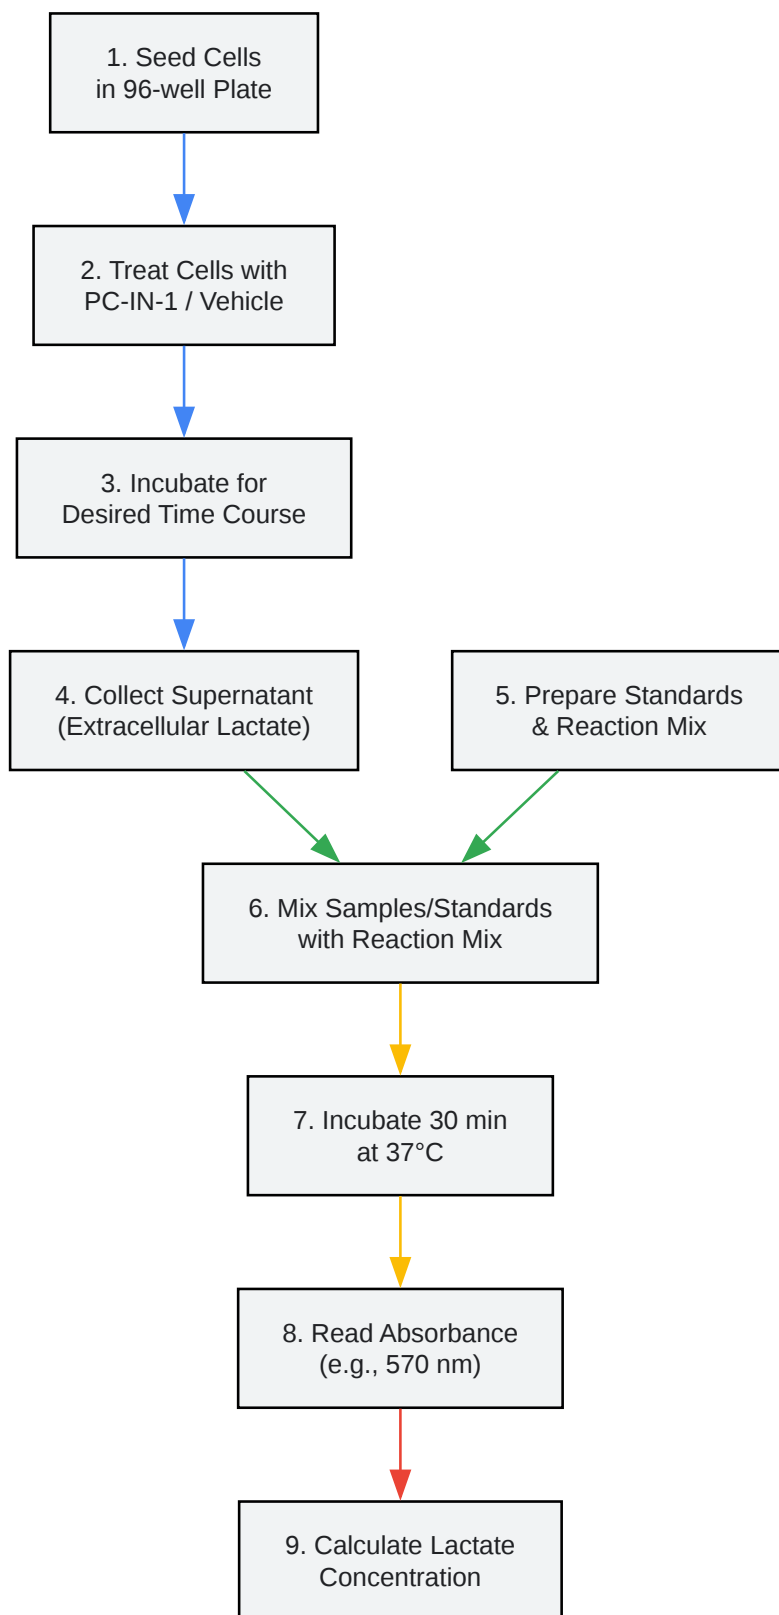 1. Seed Cells
in 96-well Plate
2. Treat Cells with
PC-IN-1 / Vehicle
3. Incubate for
Desired Time Course
4. Collect Supernatant
(Extracellular Lactate)
5. Prepare Standards
& Reaction Mix
6. Mix Samples/Standards
with Reaction Mix
7. Incubate 30 min
at 37°C
8. Read Absorbance
(e.g., 570 nm)
9. Calculate Lactate
Concentration